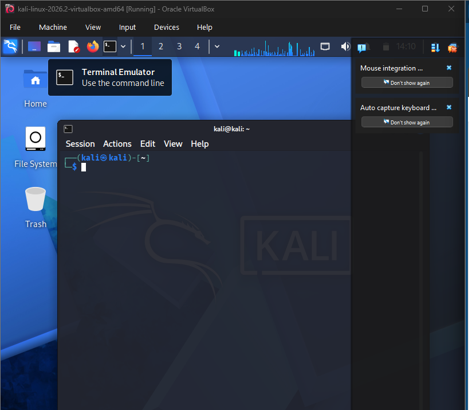 kali-linux-2026.2-virtualbox-amd64 [Running] - Oracle VirtualBox
File Machine View Input Devices Help
1 2 3 4 14:10
Terminal Emulator
Use the command line
Mouse integration ...
Don't show again
Auto capture keyboard ...
Don't show again
Home
File System
Trash
kali@kali: ~
Session Actions Edit View Help
┌──(kali㉿kali)-[~]
└─$
KALI